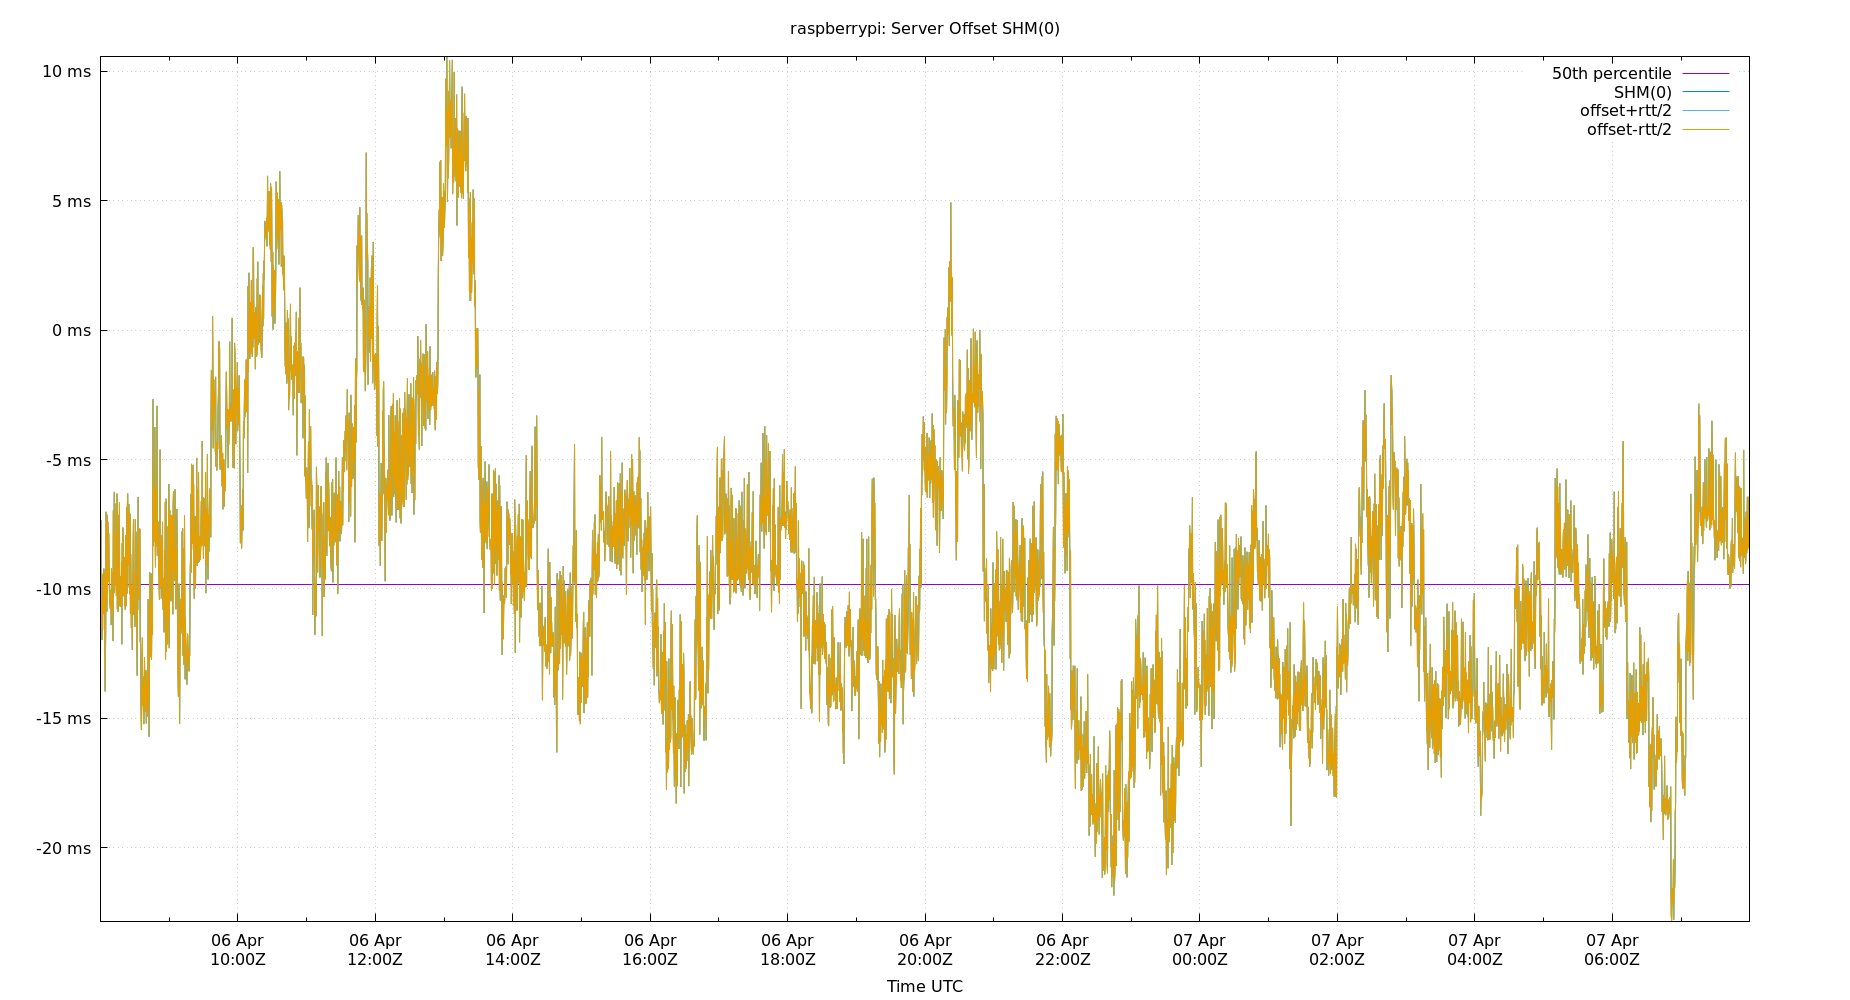 raspberrypi: Server Offset SHM(0)
10 ms
5 ms
0 ms
-5 ms
-10 ms
-15 ms
-20 ms
50th percentile
SHM(0)
offset+rtt/2
offset-rtt/2
06 Apr 06 Apr 06 Apr 06 Apr 06 Apr 06 Apr 06 Apr 07 Apr 07 Apr 07 Apr 07 Apr
10:00Z 12:00Z 14:00Z 16:00Z 18:00Z 20:00Z 22:00Z 00:00Z 02:00Z 04:00Z 06:00Z
Time UTC